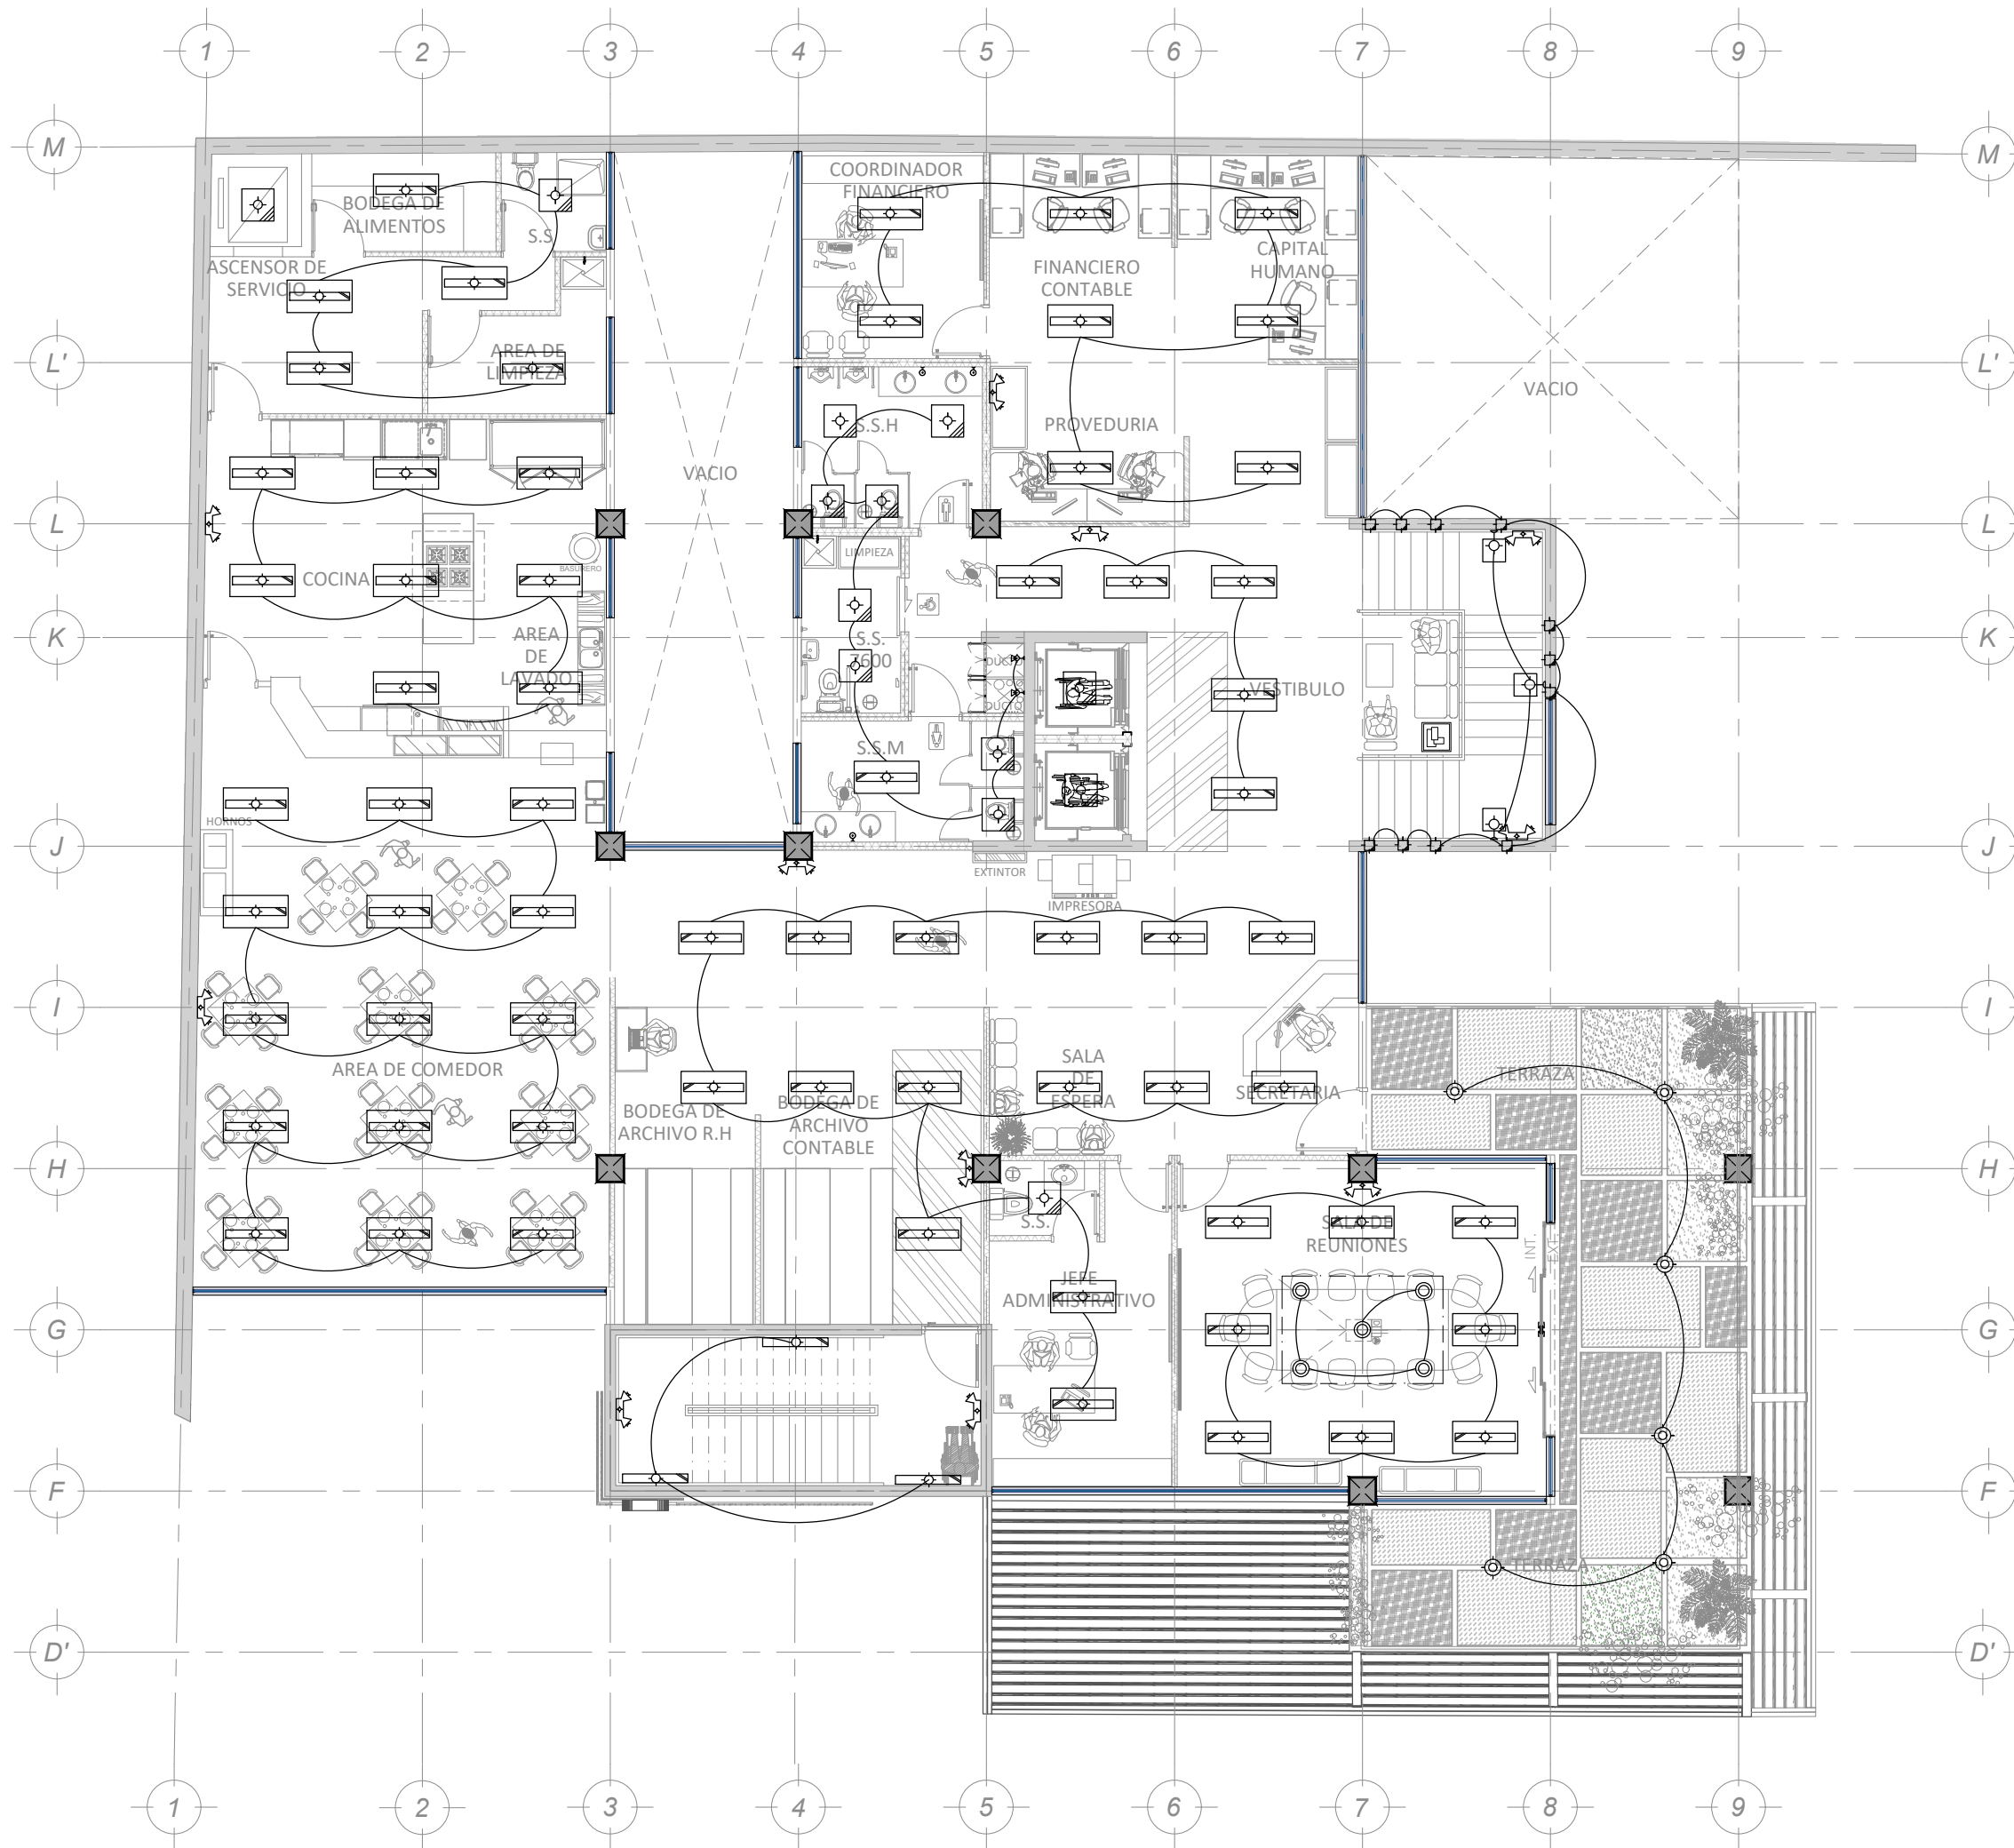 1 2 3 4 5 6 7 8 9
M M
COORDINADOR
FINANCIERO
BODEGA DE
ALIMENTOS
S.S
ASCENSOR DE
SERVICIO
FINANCIERO
CONTABLE
CAPITAL
HUMANO
AREA DE
LIMPIEZA
L' L'
VACIO
S.S.H
PROVEDURIA
VACIO
L L
LIMPIEZA
BASURERO
COCINA
K K
AREA
DE
LAVADO
S.S.
7600
DUCTO
DUCTO
VESTIBULO
S.S.M
HORNOS
J J
EXTINTOR
IMPRESORA
I I
AREA DE COMEDOR
SALA
DE
ESPERA
SECRETARIA
TERRAZA
BODEGA DE
ARCHIVO R.H
BODEGA DE
ARCHIVO
CONTABLE
H H
S.S.
SALA DE
REUNIONES
INT.
EXT.
JEFE
ADMINISTRATIVO
G G
F F
TERRAZA
D' D'
1 2 3 4 5 6 7 8 9